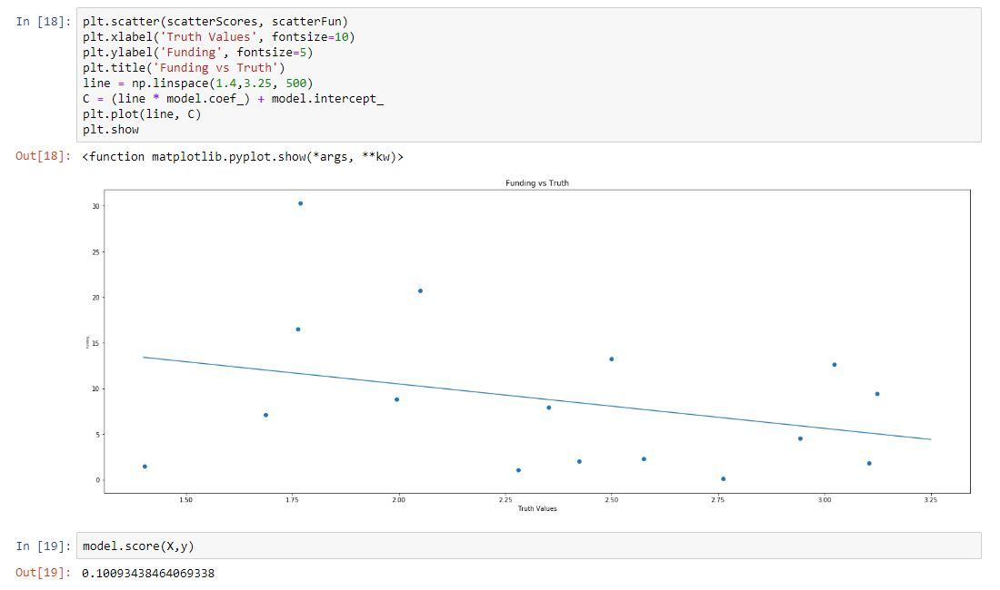 In [18]: plt.scatter(scatterScores, scatterFun)
plt.xlabel('Truth Values', fontsize=10)
plt.ylabel('Funding', fontsize=5)
plt.title('Funding vs Truth')
line = np.linspace(1.4,3.25, 500)
C = (line * model.coef_) + model.intercept_
plt.plot(line, C)
plt.show
Out[18]: <function matplotlib.pyplot.show(*args, **kw)>
Funding vs Truth
30
25
20
15
10
5
0
1.50 1.75 2.00 2.25 2.50 2.75 3.00 3.25
Truth Values
In [19]: model.score(X,y)
Out[19]: 0.10093438464069338